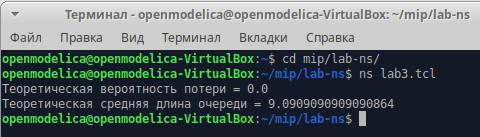 Терминал - openmodelica@openmodelica-VirtualBox: ~/mip/lab-ns
Файл Правка Вид Терминал Вкладки Справка
openmodelica@openmodelica-VirtualBox:~$ cd mip/lab-ns/
openmodelica@openmodelica-VirtualBox:~/mip/lab-ns$ ns lab3.tcl
Теоретическая вероятность потери = 0.0
Теоретическая средняя длина очереди = 9.0909090909090864
openmodelica@openmodelica-VirtualBox:~/mip/lab-ns$